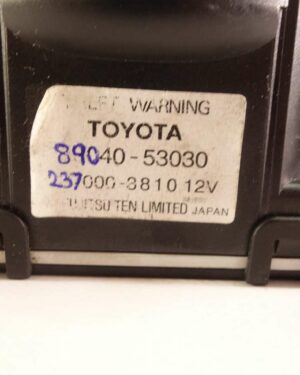 WARNING
TOYOTA
89040-53030
237000-3810 12V
TEN LIMITED JAPAN